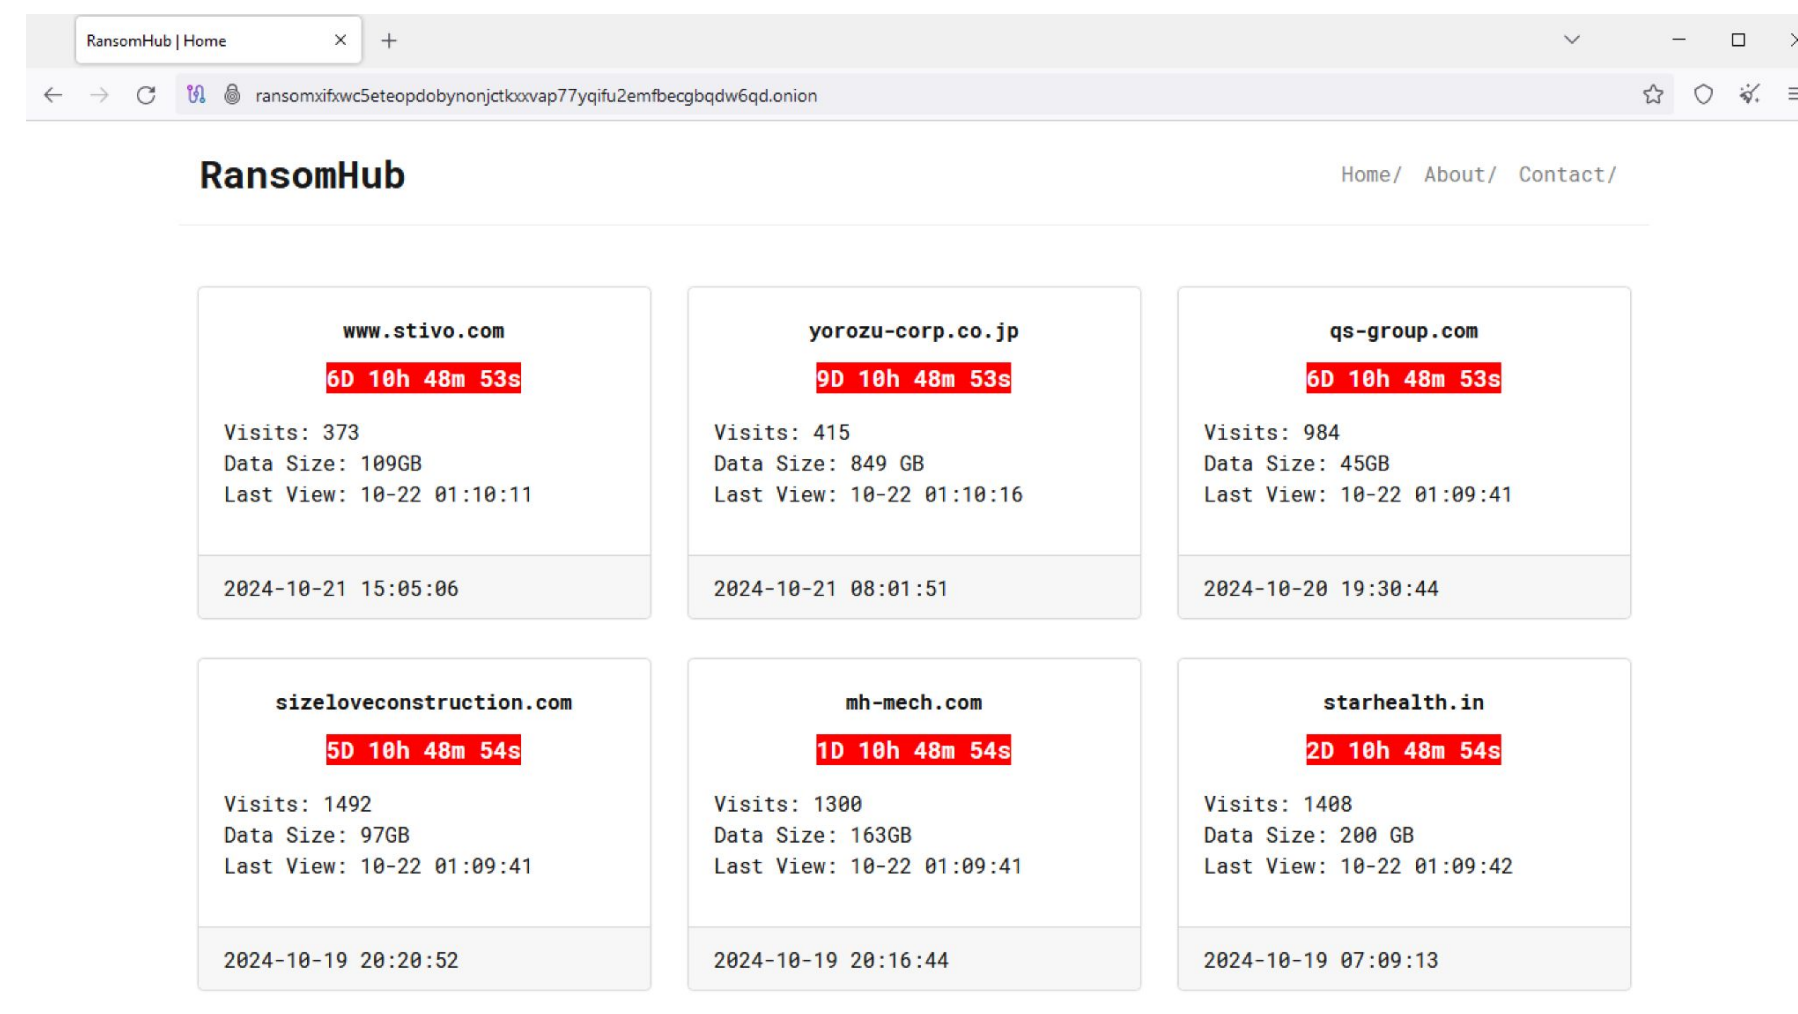 RansomHub | Home
ransomxifxwc5eteopdobynonjctkxxvap77yqifu2emfbecgbqdw6qd.onion
RansomHub
Home/ About/ Contact/
www.stivo.com
6D 10h 48m 53s
Visits: 373
Data Size: 109GB
Last View: 10-22 01:10:11
2024-10-21 15:05:06
yorozu-corp.co.jp
9D 10h 48m 53s
Visits: 415
Data Size: 849 GB
Last View: 10-22 01:10:16
2024-10-21 08:01:51
qs-group.com
6D 10h 48m 53s
Visits: 984
Data Size: 45GB
Last View: 10-22 01:09:41
2024-10-20 19:30:44
sizeloveconstruction.com
5D 10h 48m 54s
Visits: 1492
Data Size: 97GB
Last View: 10-22 01:09:41
2024-10-19 20:20:52
mh-mech.com
1D 10h 48m 54s
Visits: 1300
Data Size: 163GB
Last View: 10-22 01:09:41
2024-10-19 20:16:44
starhealth.in
2D 10h 48m 54s
Visits: 1408
Data Size: 200 GB
Last View: 10-22 01:09:42
2024-10-19 07:09:13